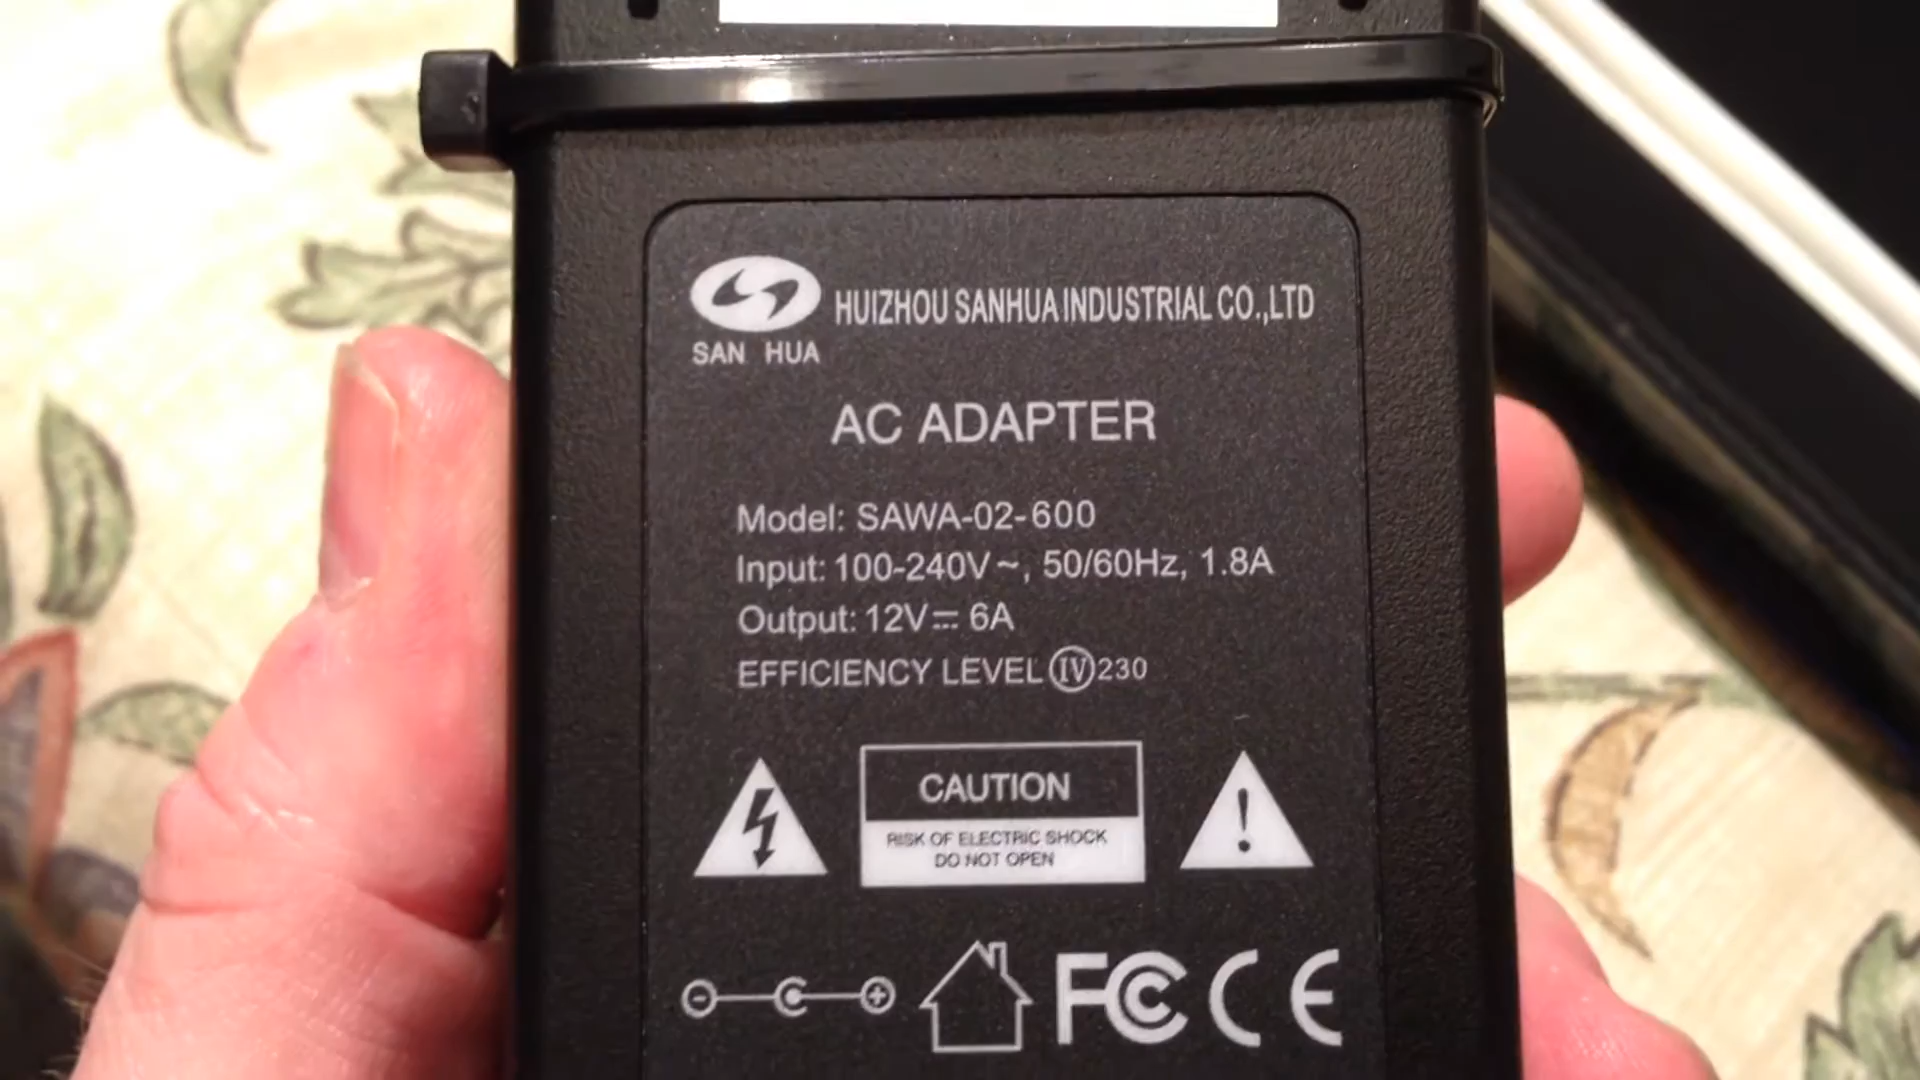 HUIZHOU SANHUA INDUSTRIAL CO.,LTD
SAN HUA
AC ADAPTER
Model: SAWA-02-600
Input: 100-240V~, 50/60Hz, 1.8A
Output: 12V⎓ 6A
EFFICIENCY LEVEL Ⓘⓥ230
CAUTION
RISK OF ELECTRIC SHOCK
DO NOT OPEN
FC CE